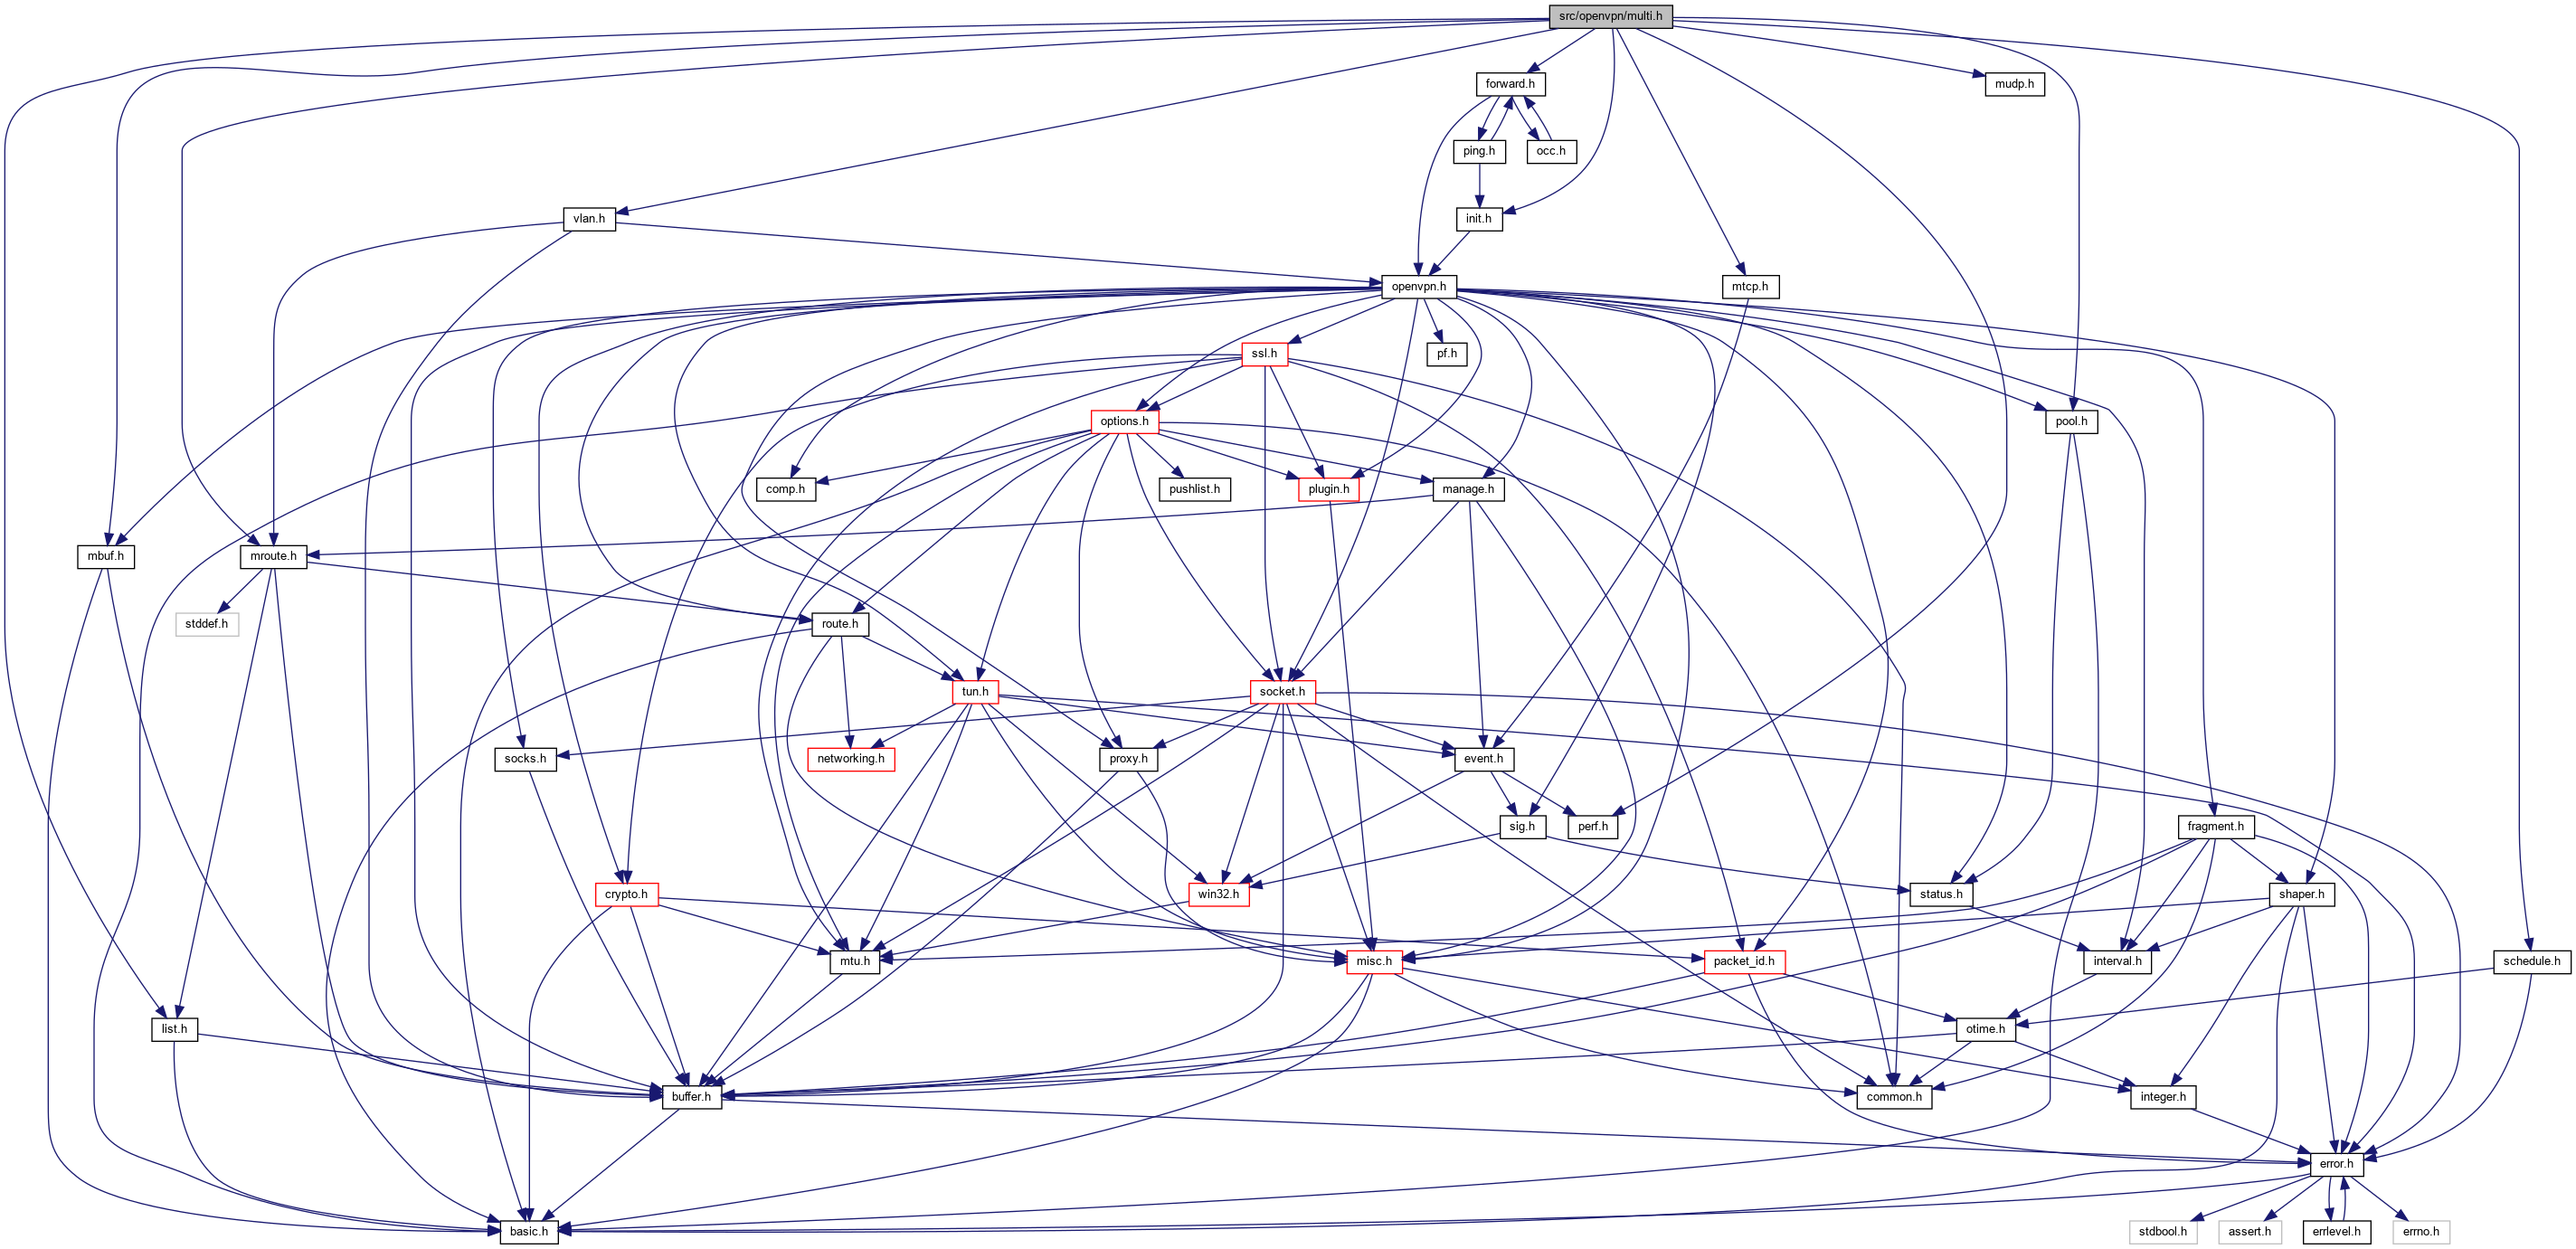 src/openvpn/multi.h
forward.h
mudp.h
ping.h
occ.h
vlan.h
init.h
openvpn.h
mtcp.h
ssl.h
pf.h
options.h
pool.h
comp.h
pushlist.h
plugin.h
manage.h
mbuf.h
mroute.h
stddef.h
route.h
tun.h
socket.h
socks.h
networking.h
proxy.h
event.h
sig.h
perf.h
fragment.h
crypto.h
win32.h
status.h
shaper.h
mtu.h
misc.h
packet_id.h
interval.h
schedule.h
list.h
otime.h
buffer.h
common.h
integer.h
error.h
basic.h
stdbool.h
assert.h
errlevel.h
errno.h